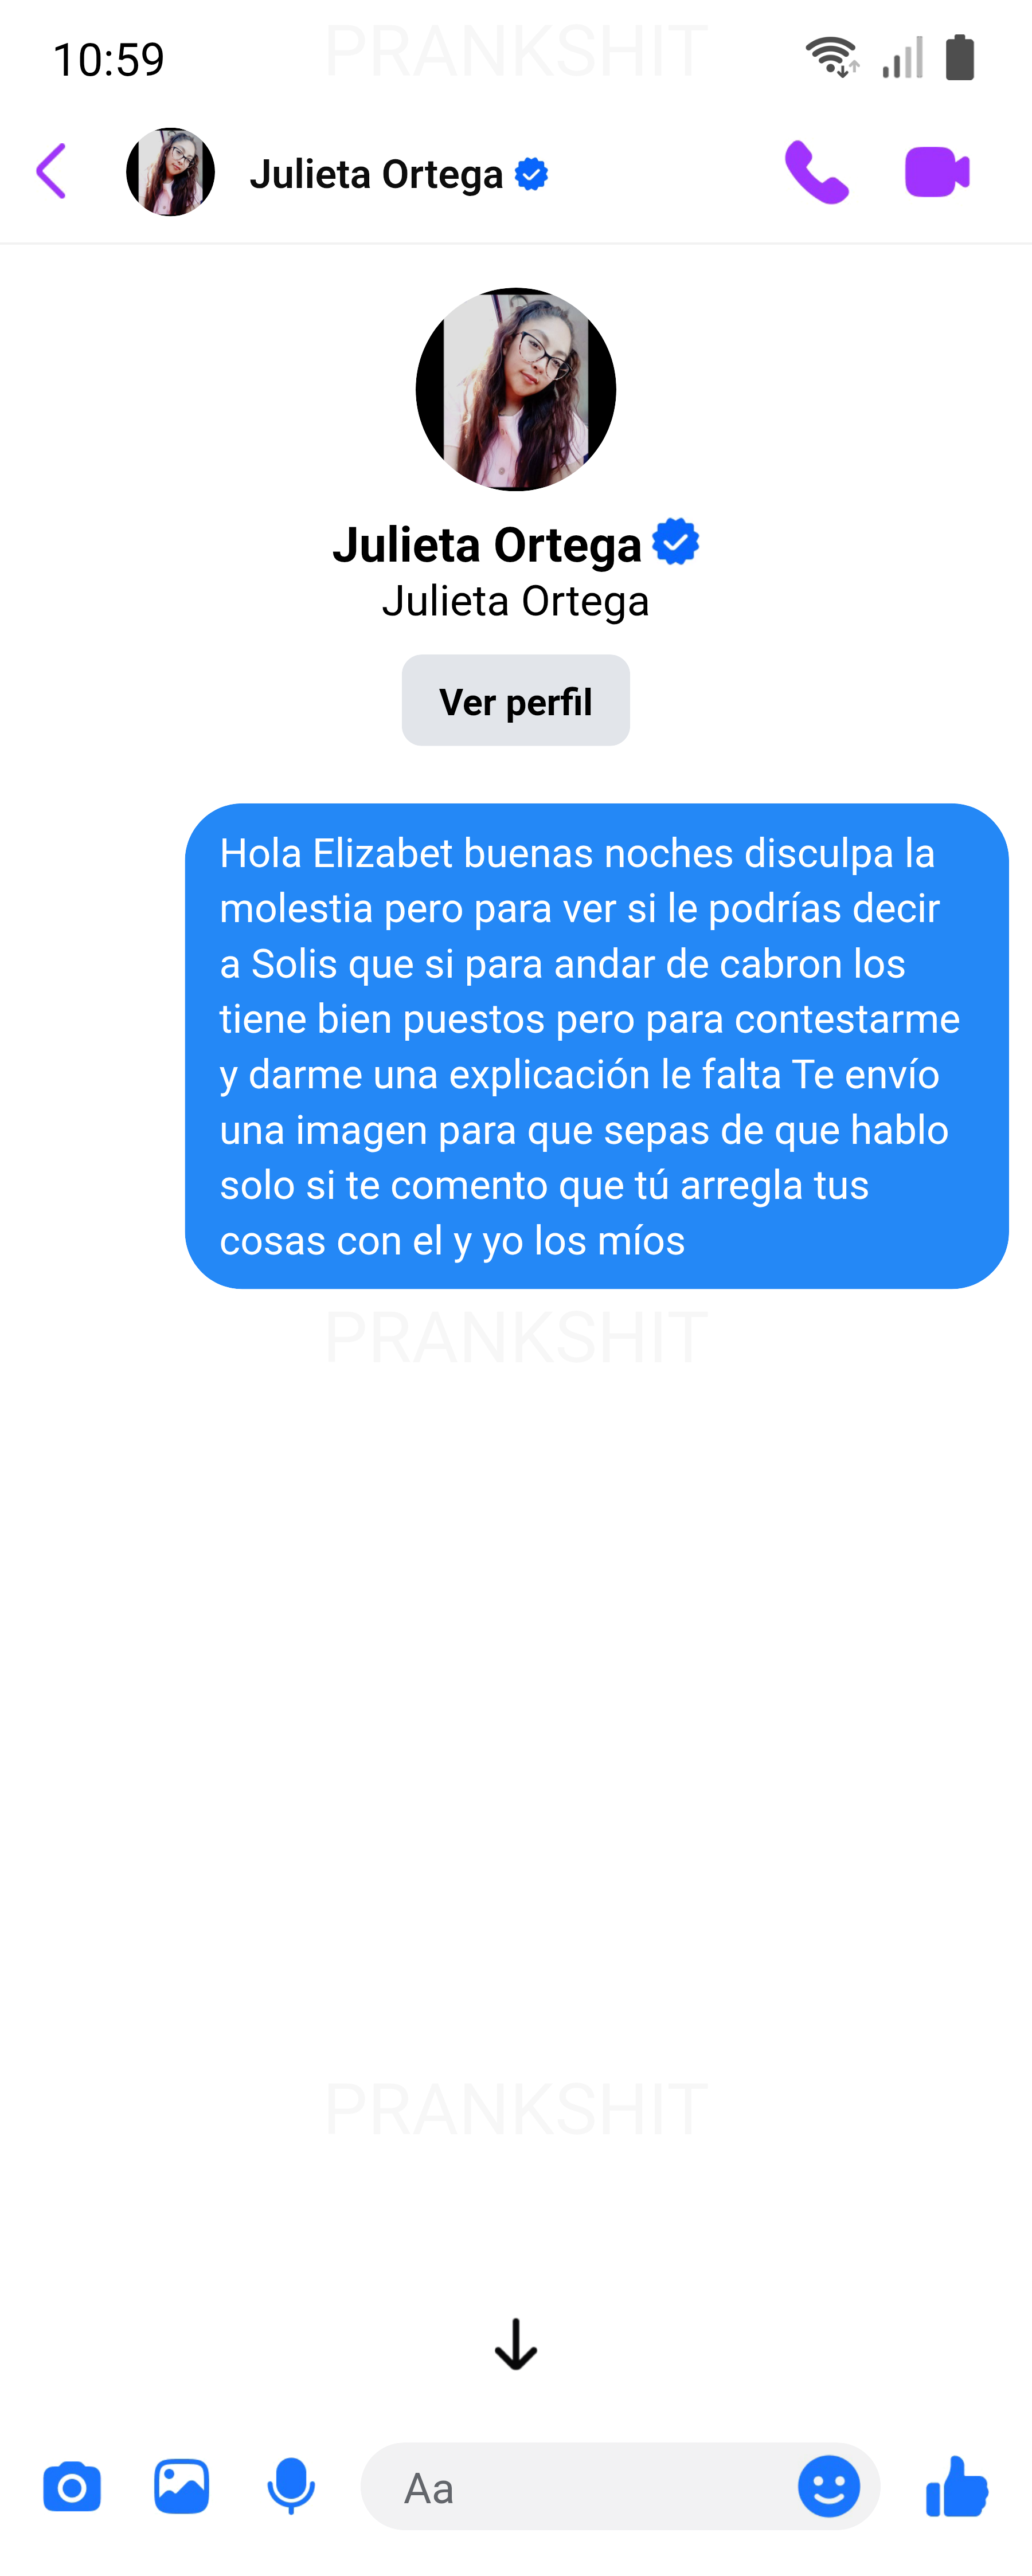 PRANKSHIT
10:59
Julieta Ortega
Julieta Ortega
Julieta Ortega
Ver perfil
Hola Elizabet buenas noches disculpa la
molestia pero para ver si le podrías decir
a Solis que si para andar de cabron los
tiene bien puestos pero para contestarme
y darme una explicación le falta Te envío
una imagen para que sepas de que hablo
solo si te comento que tú arregla tus
cosas con el y yo los míos
PRANKSHIT
PRANKSHIT
Aa